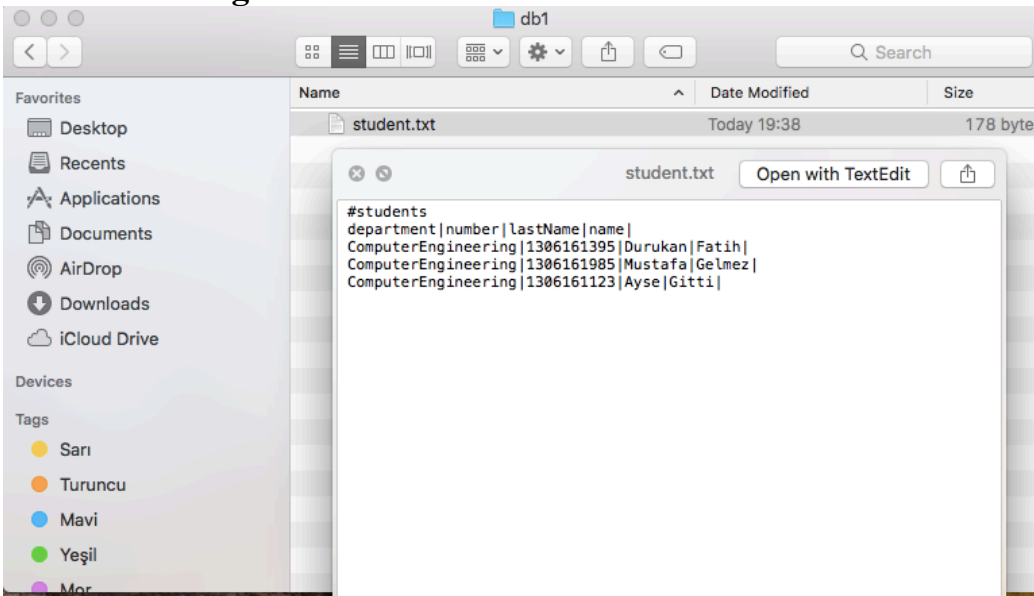 db1
Search
Favorites
Desktop
Recents
Applications
Documents
AirDrop
Downloads
iCloud Drive
Devices
Tags
Sarı
Turuncu
Mavi
Yeşil
Mor
Name
Date Modified
Size
student.txt
Today 19:38
178 byte
student.txt
Open with TextEdit
#students
department|number|lastName|name|
ComputerEngineering|1306161395|Durukan|Fatih|
ComputerEngineering|1306161985|Mustafa|Gelmez|
ComputerEngineering|1306161123|Ayse|Gitti|